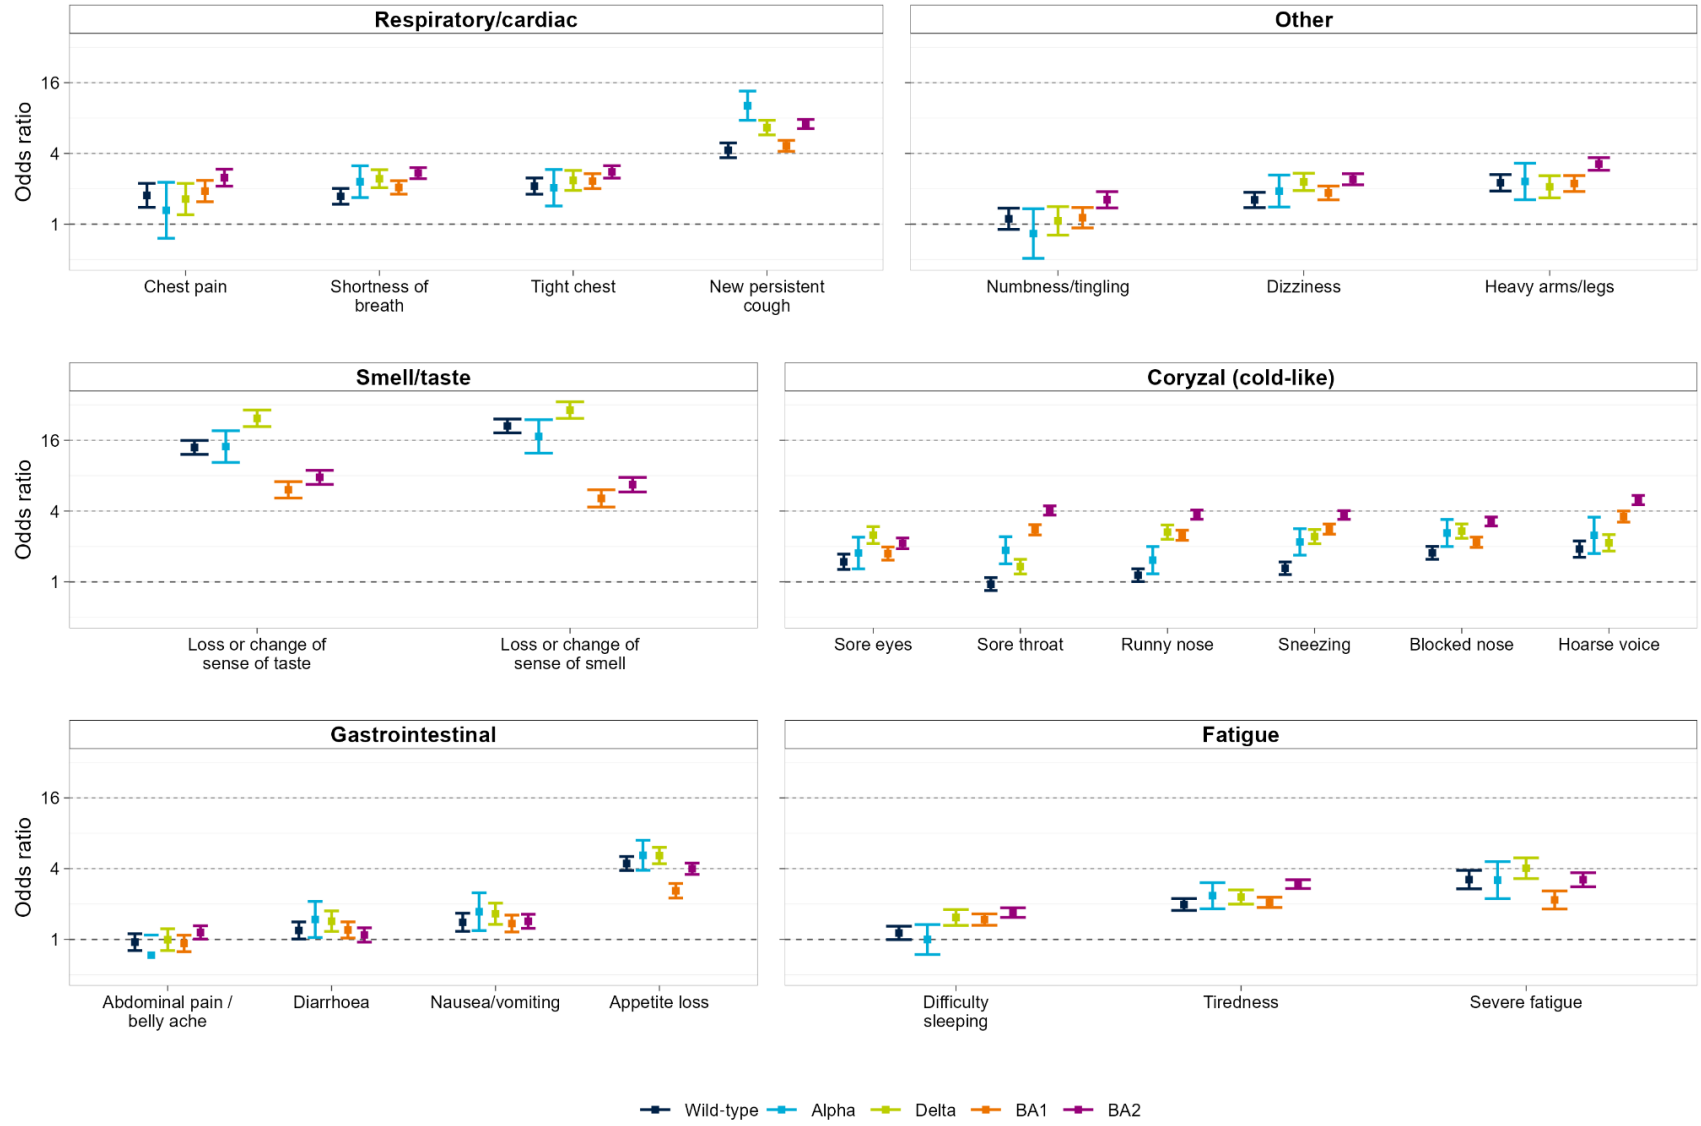 Respiratory/cardiac
Other
Odds ratio
16
4
1
Chest pain
Shortness of
breath
Tight chest
New persistent
cough
Numbness/tingling
Dizziness
Heavy arms/legs
Smell/taste
Coryzal (cold-like)
Odds ratio
16
4
1
Loss or change of
sense of taste
Loss or change of
sense of smell
Sore eyes
Sore throat
Runny nose
Sneezing
Blocked nose
Hoarse voice
Gastrointestinal
Fatigue
Odds ratio
16
4
1
Abdominal pain /
belly ache
Diarrhoea
Nausea/vomiting
Appetite loss
Difficulty
sleeping
Tiredness
Severe fatigue
Wild-type
Alpha
Delta
BA1
BA2